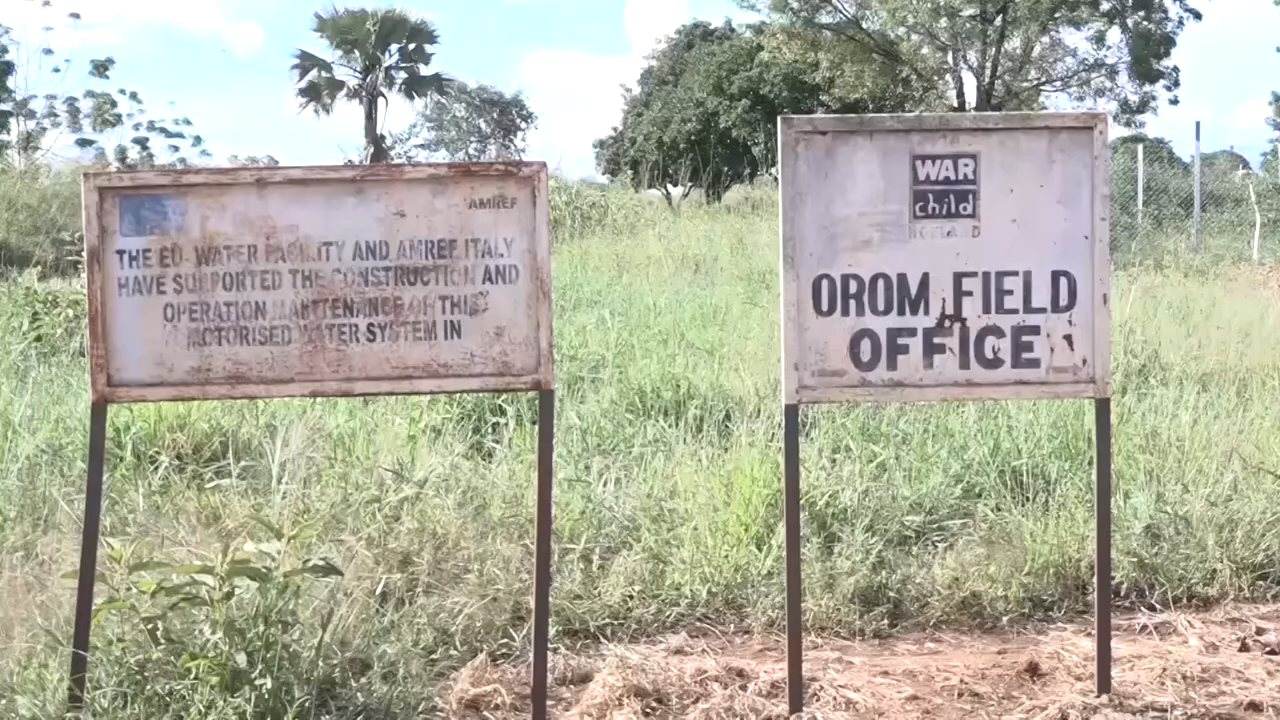 AMREF
THE EU- WATER FACILITY AND AMREF ITALY
HAVE SUPPORTED THE CONSTRUCTION AND
OPERATION MAINTENANCE OF THIS
MOTORISED WATER SYSTEM IN
WAR
child
HOLLAND
OROM FIELD
OFFICE